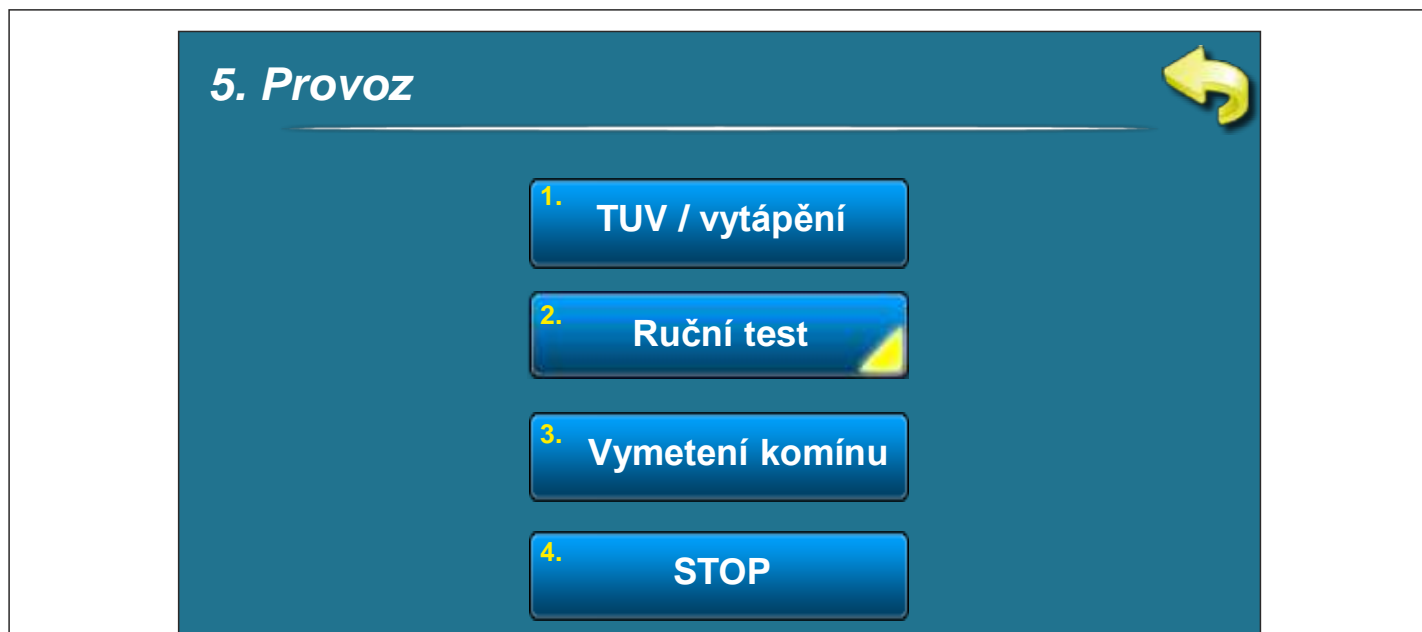 5. Provoz
1.
TUV / vytápění
2.
Ruční test
3.
Vymetení komínu
4.
STOP